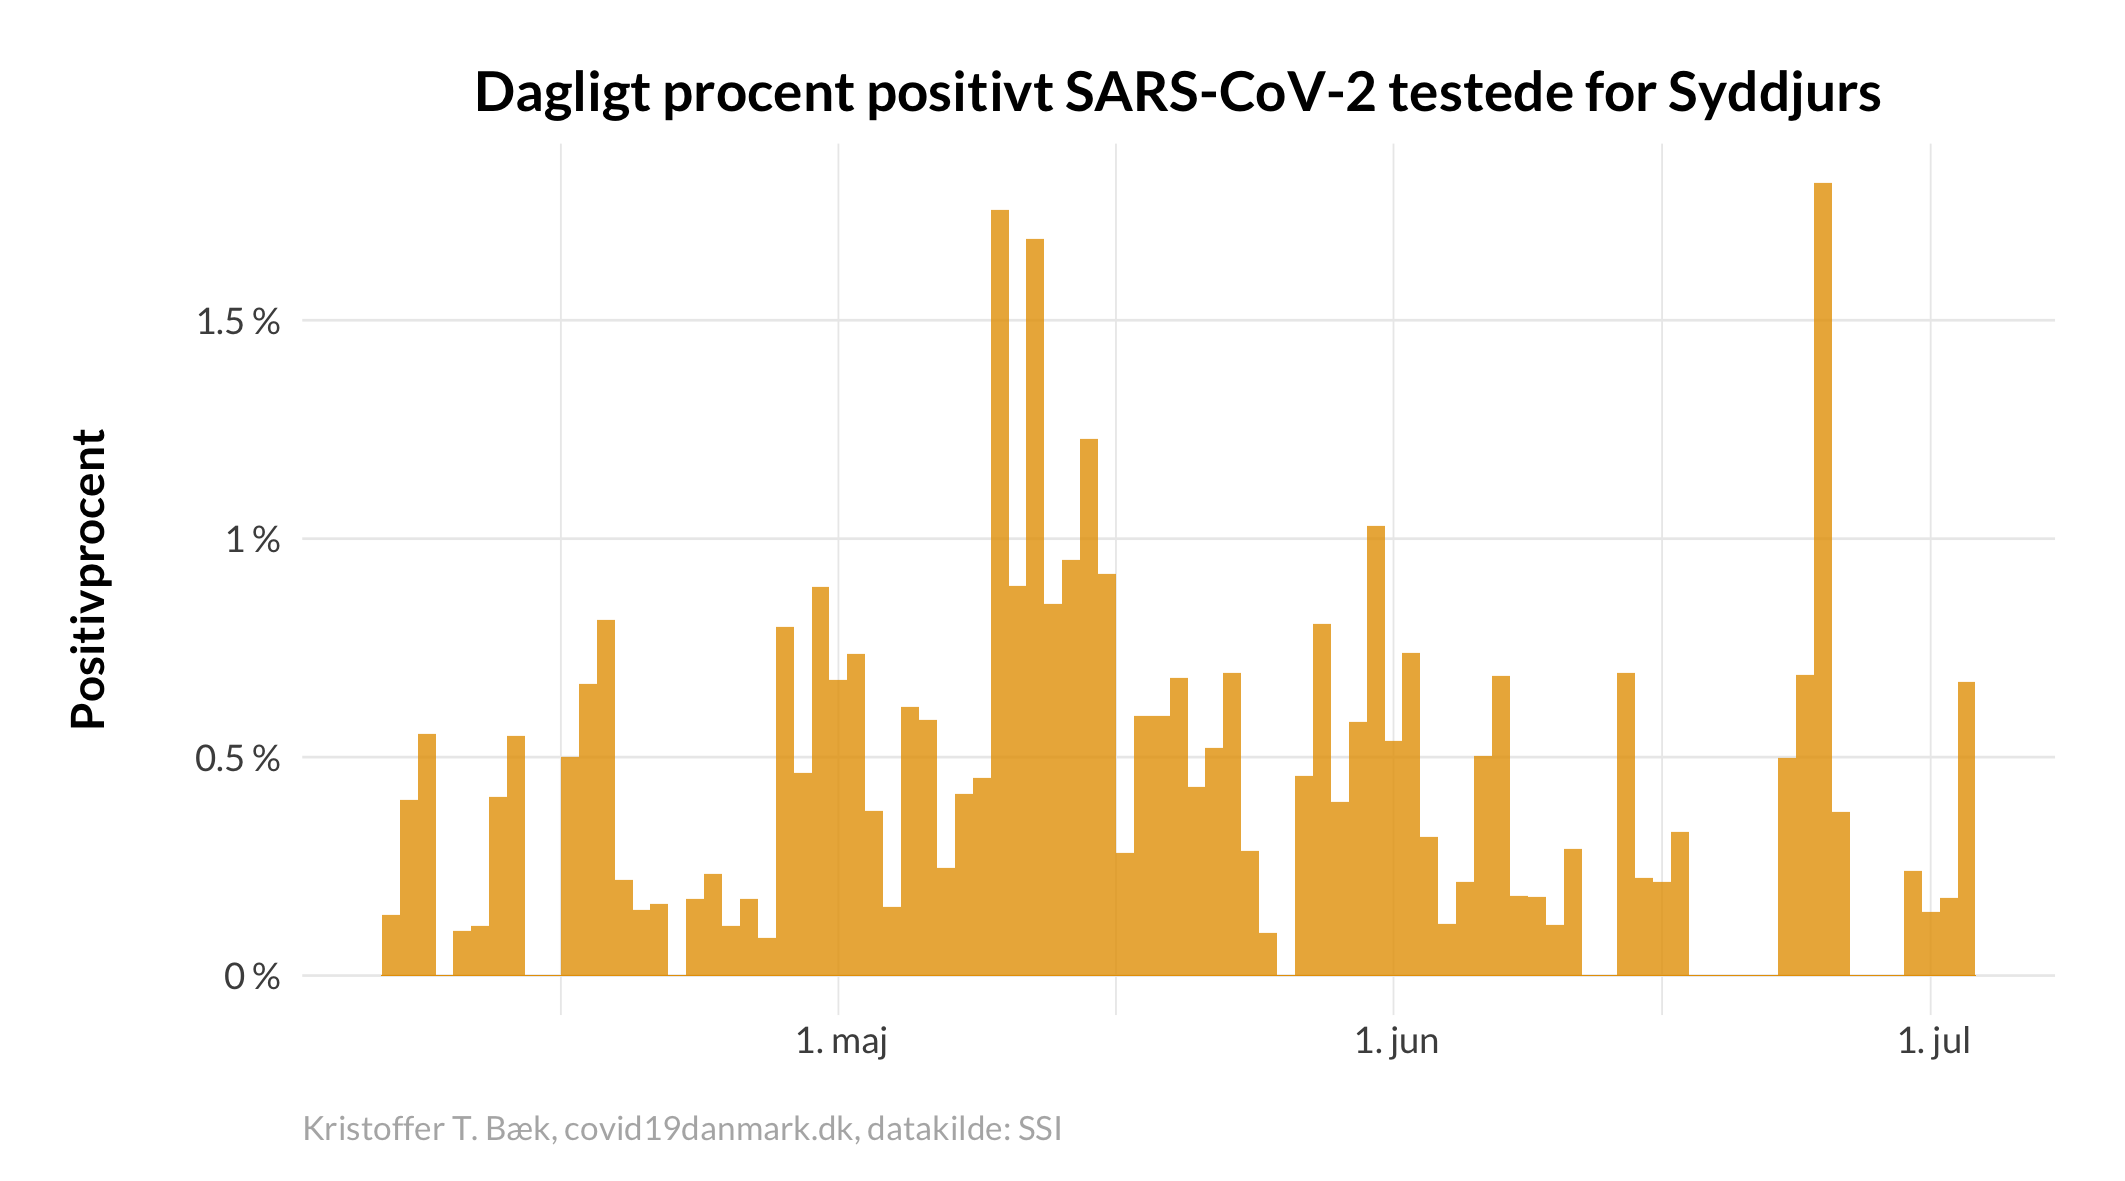 Dagligt procent positivt SARS-CoV-2 testede for Syddjurs
Positivprocent
1.5 %
1 %
0.5 %
0 %
1. maj
1. jun
1. jul
Kristoffer T. Bæk, covid19danmark.dk, datakilde: SSI